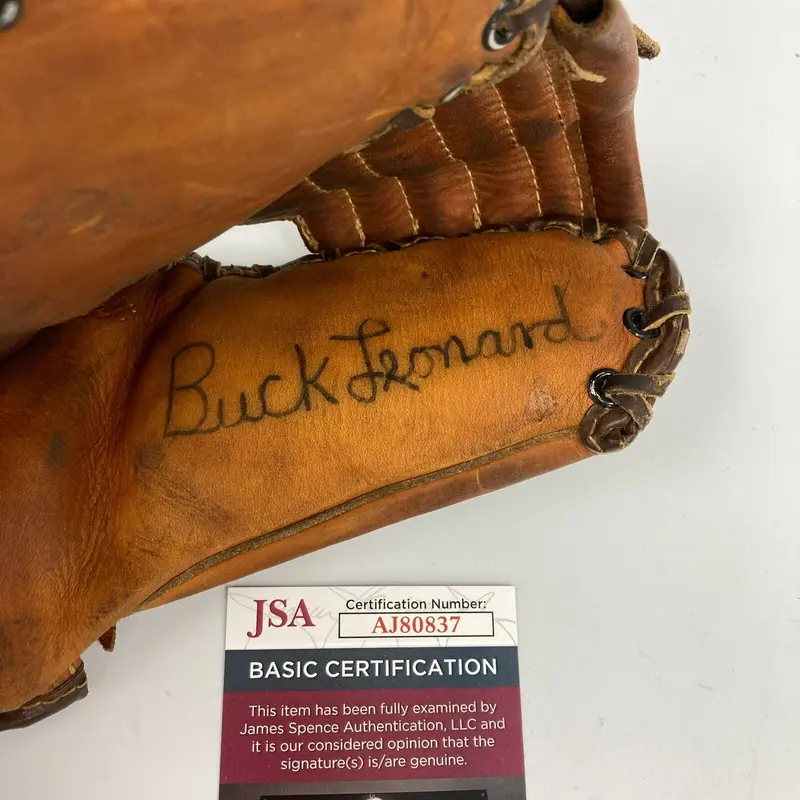 Buck Leonard
JSA
Certification Number:
AJ80837
BASIC CERTIFICATION
This item has been fully examined by
James Spence Authentication, LLC and
it is our considered opinion that the
signature(s) is/are genuine.